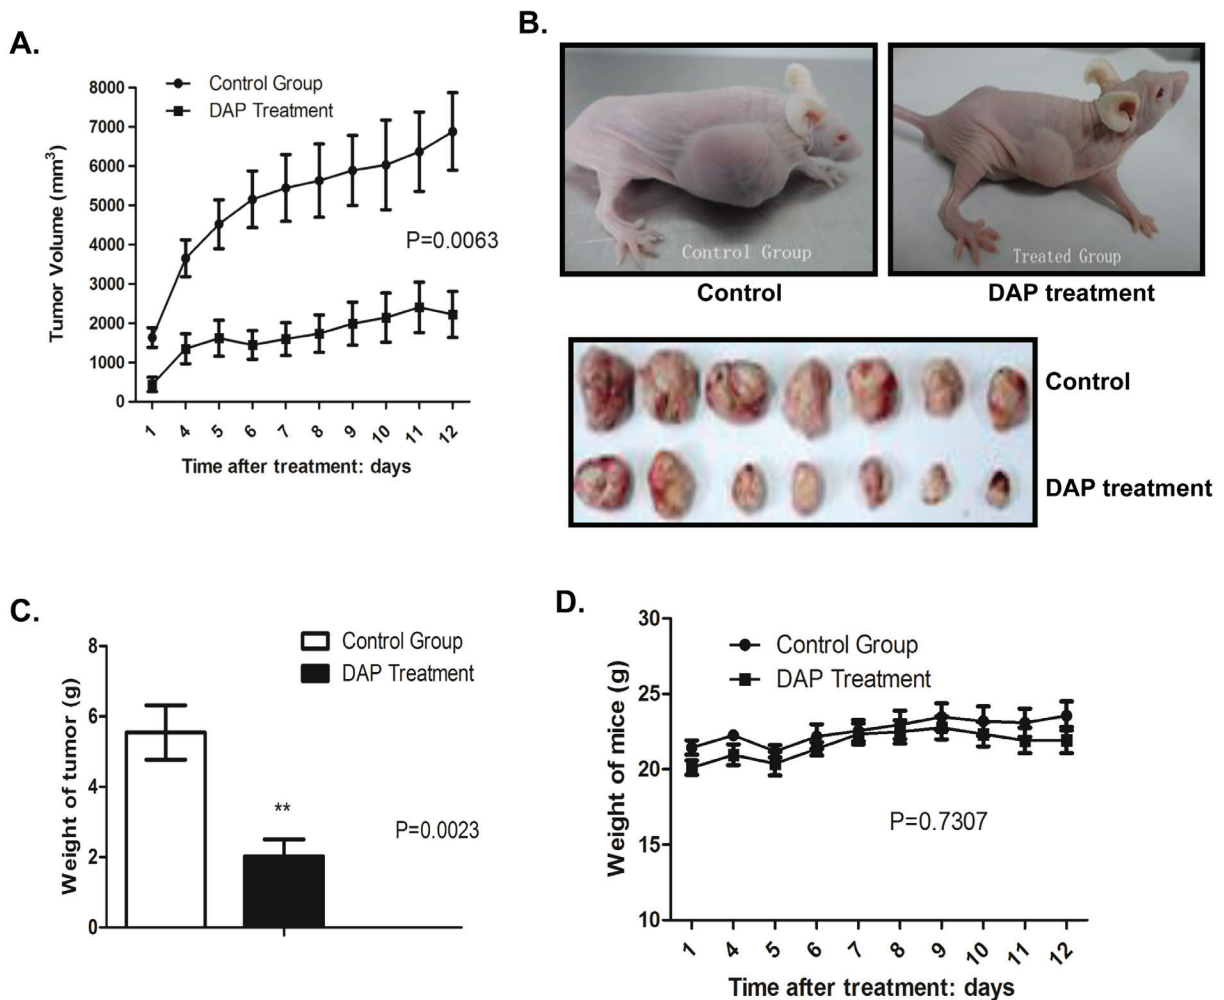 A.
Control Group
DAP Treatment
8000
7000
6000
5000
4000
3000
2000
1000
0
Tumor Volume (mm³)
P=0.0063
1 4 5 6 7 8 9 10 11 12
Time after treatment: days
B.
Control Group
Treated Group
Control
DAP treatment
Control
DAP treatment
C.
Control Group
DAP Treatment
8
6
4
2
0
Weight of tumor (g)
**
P=0.0023
D.
Control Group
DAP Treatment
30
25
20
15
10
Weight of mice (g)
P=0.7307
1 4 5 6 7 8 9 10 11 12
Time after treatment: days